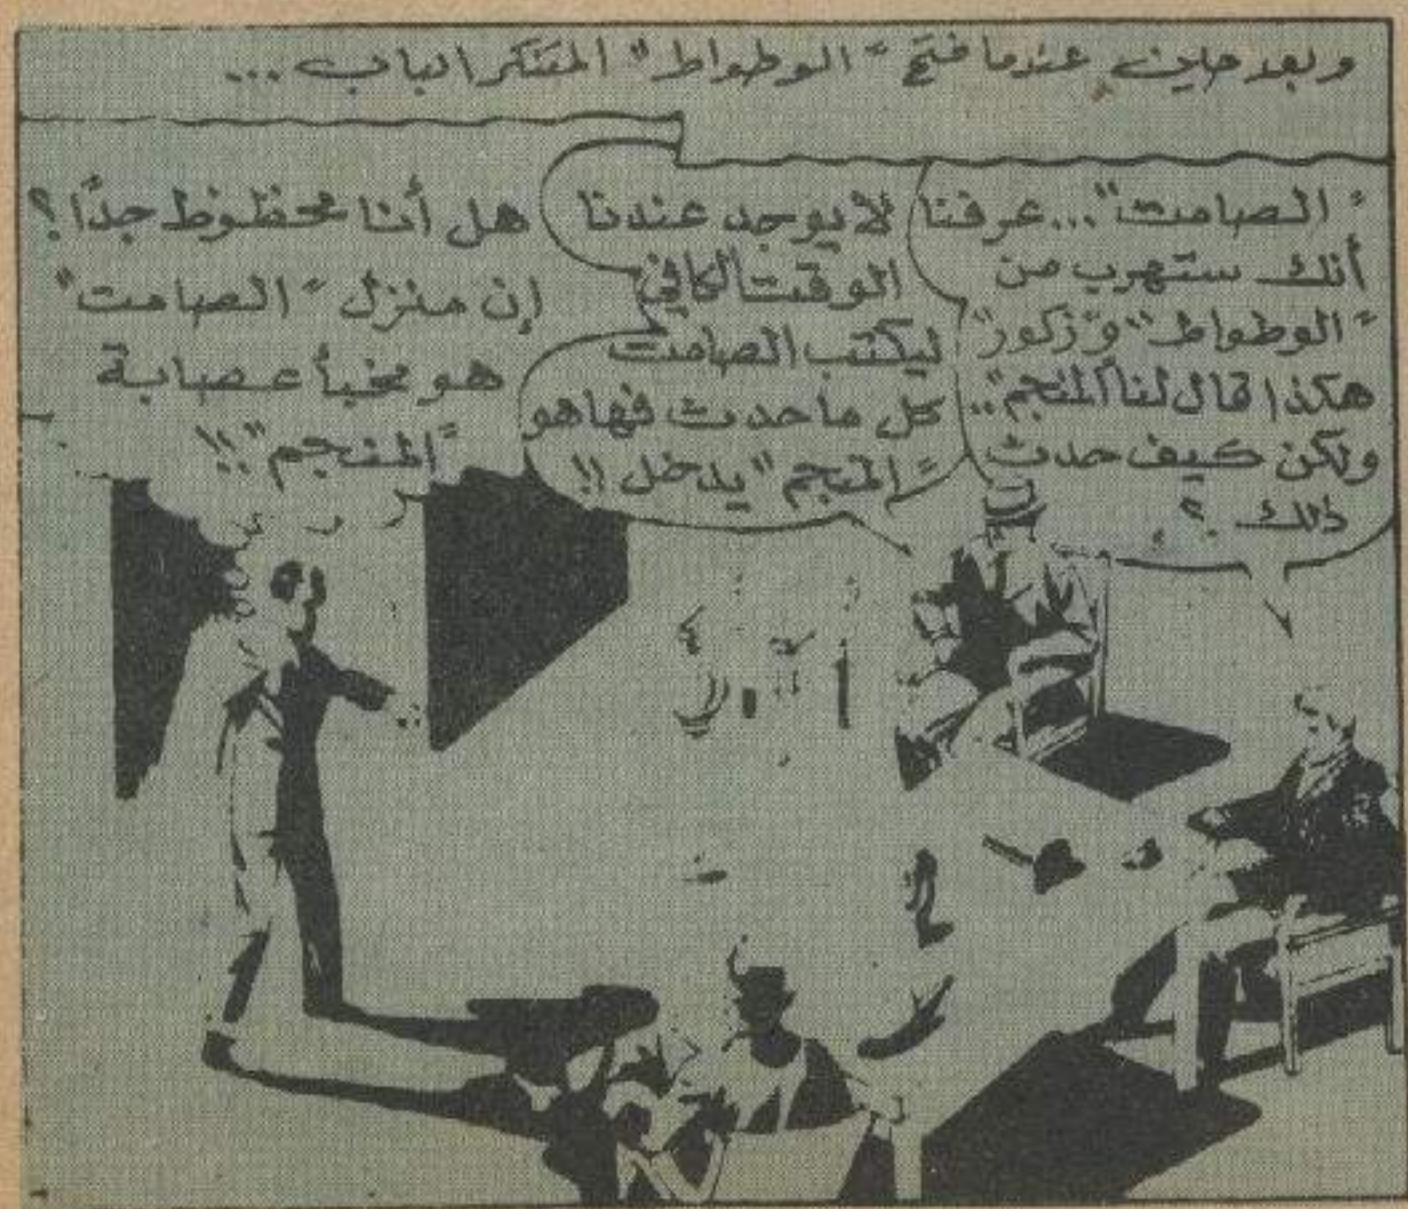 وبعد حين عندما فتح "الوطواط" المتنكر الباب ...
"الصامت"... عرفنا
أنك ستهرب من
"الوطواط" و"زكور"
هكذا قال لنا "المنجم"..
ولكن كيف حدث
ذلك ؟
لا يوجد عندنا
الوقت الكافي
ليكتب الصامت
كل ما حدث فها هو
"المنجم" يدخل !!
هل أنا محظوظ جدًا ؟
إن منزل "الصامت"
هو مخبأ عصابة
"المنجم" !!